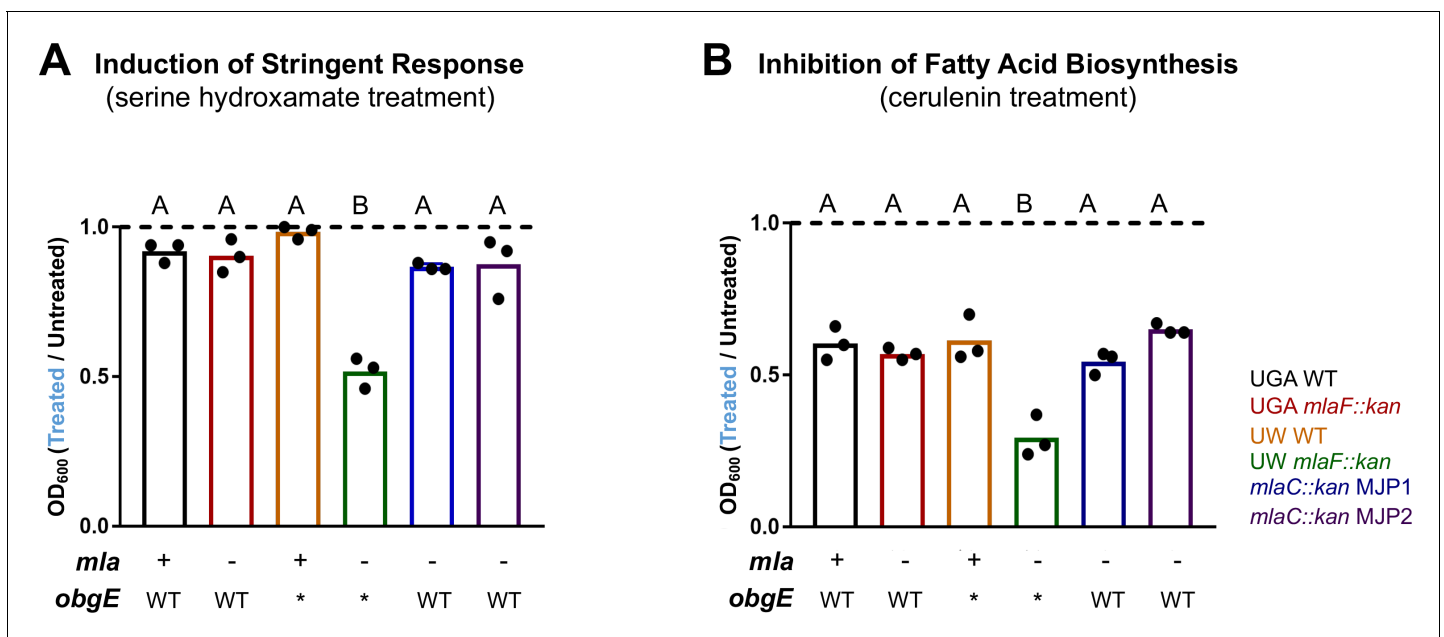 A Induction of Stringent Response
(serine hydroxamate treatment)
A A A B A A
1.0
0.5
0.0
OD600 (Treated / Untreated)
mla + - + - - -
obgE WT WT * * WT WT
B Inhibition of Fatty Acid Biosynthesis
(cerulenin treatment)
A A A B A A
1.0
0.5
0.0
OD600 (Treated / Untreated)
mla + - + - - -
obgE WT WT * * WT WT
UGA WT
UGA mlaF::kan
UW WT
UW mlaF::kan
mlaC::kan MJP1
mlaC::kan MJP2